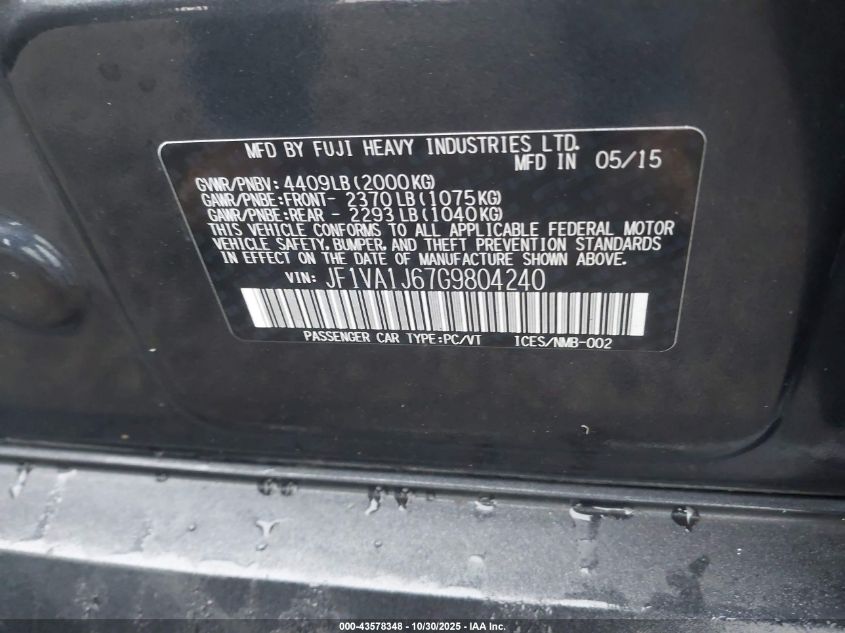 MFD BY FUJI HEAVY INDUSTRIES LTD.
MFD IN 05/15
GVWR/PNBV: 4409LB(2000KG)
GAWR/PNBE:FRONT- 2370LB(1075KG)
GAWR/PNBE:REAR - 2293LB(1040KG)
THIS VEHICLE CONFORMS TO ALL APPLICABLE FEDERAL MOTOR
VEHICLE SAFETY, BUMPER, AND THEFT PREVENTION STANDARDS
IN EFFECT ON THE DATE OF MANUFACTURE SHOWN ABOVE.
VIN: JF1VA1J67G9804240
PASSENGER CAR TYPE:PC/VT ICES/NMB-002
000-43578348 - 10/30/2025 - IAA Inc.